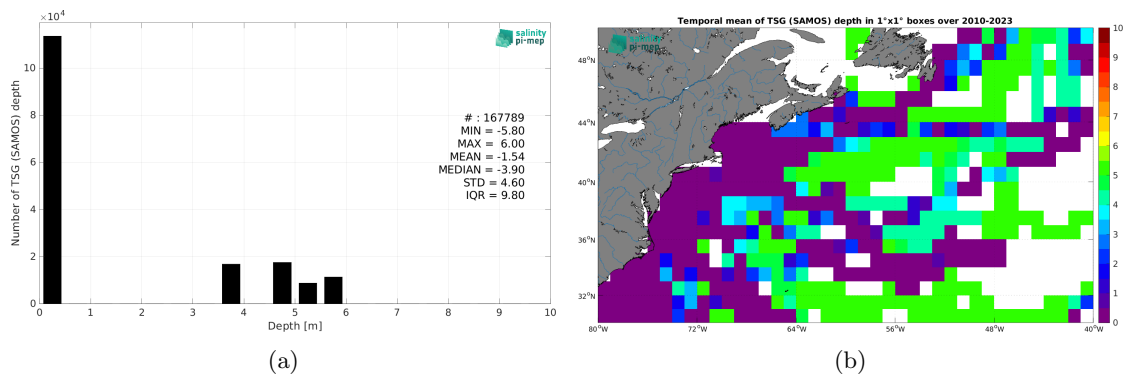 ×10⁴
salinity
pi-mep
Number of TSG (SAMOS) depth
10
8
6
4
2
0
# : 167789
MIN = -5.80
MAX = 6.00
MEAN = -1.54
MEDIAN = -3.90
STD = 4.60
IQR = 9.80
0 1 2 3 4 5 6 7 8 9 10
Depth [m]
(a)
Temporal mean of TSG (SAMOS) depth in 1°x1° boxes over 2010-2023
salinity
pi-mep
48°N
44°N
40°N
36°N
32°N
80°W 72°W 64°W 56°W 48°W 40°W
10
9
8
7
6
5
4
3
2
1
0
(b)